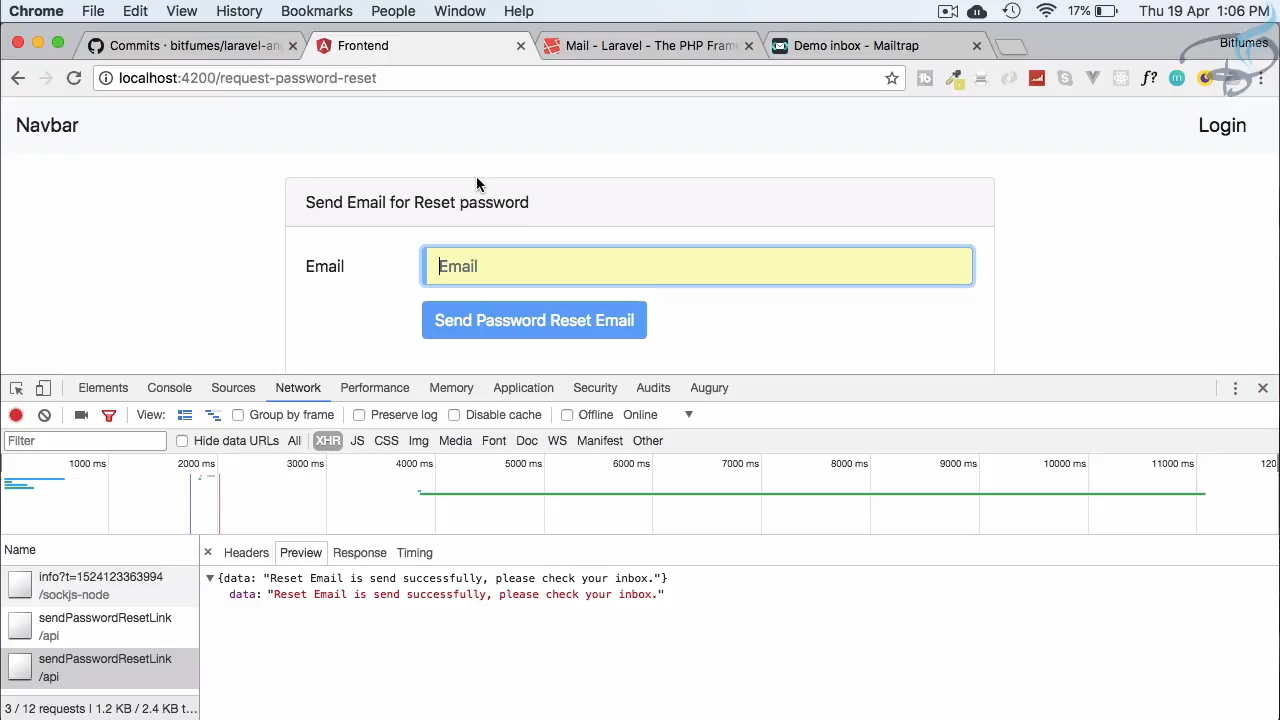 Chrome File Edit View History Bookmarks People Window Help 17% Thu 19 Apr 1:06 PM
Commits · bitfumes/laravel-an Frontend Mail - Laravel - The PHP Fram Demo inbox - Mailtrap Bitfumes
localhost:4200/request-password-reset
Navbar Login
Send Email for Reset password
Email Email
Send Password Reset Email
Elements Console Sources Network Performance Memory Application Security Audits Augury
View: Group by frame Preserve log Disable cache Offline Online
Filter Hide data URLs All XHR JS CSS Img Media Font Doc WS Manifest Other
1000 ms 2000 ms 3000 ms 4000 ms 5000 ms 6000 ms 7000 ms 8000 ms 9000 ms 10000 ms 11000 ms 120
Name Headers Preview Response Timing
info?t=1524123363994
/sockjs-node
sendPasswordResetLink
/api
sendPasswordResetLink
/api
{data: "Reset Email is send successfully, please check your inbox."}
data: "Reset Email is send successfully, please check your inbox."
3 / 12 requests | 1.2 KB / 2.4 KB t...